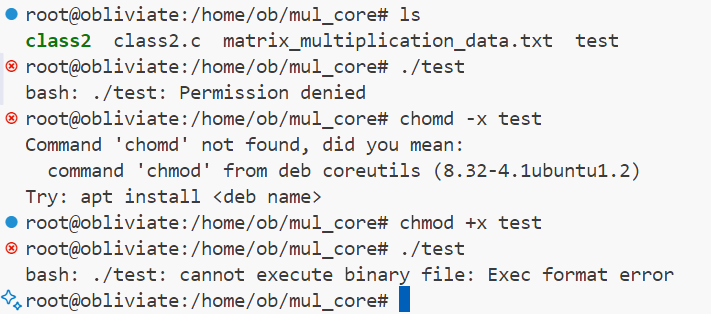 root@obliviate:/home/ob/mul_core# ls
class2  class2.c  matrix_multiplication_data.txt  test
root@obliviate:/home/ob/mul_core# ./test
bash: ./test: Permission denied
root@obliviate:/home/ob/mul_core# chomd -x test
Command 'chomd' not found, did you mean:
  command 'chmod' from deb coreutils (8.32-4.1ubuntu1.2)
Try: apt install <deb name>
root@obliviate:/home/ob/mul_core# chmod +x test
root@obliviate:/home/ob/mul_core# ./test
bash: ./test: cannot execute binary file: Exec format error
root@obliviate:/home/ob/mul_core#